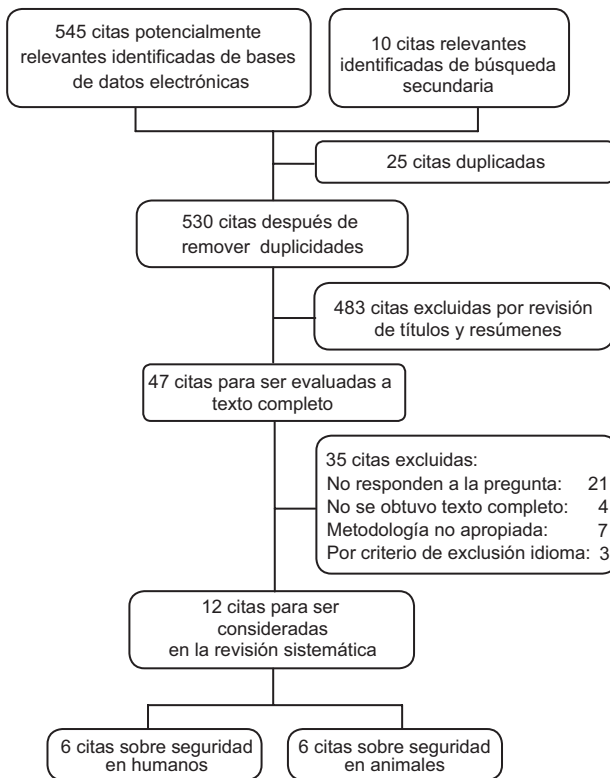 545 citas potencialmente
relevantes identificadas de bases
de datos electrónicas
10 citas relevantes
identificadas de búsqueda
secundaria
25 citas duplicadas
530 citas después de
remover duplicidades
483 citas excluidas por revisión
de títulos y resúmenes
47 citas para ser evaluadas a
texto completo
35 citas excluidas:
No responden a la pregunta: 21
No se obtuvo texto completo: 4
Metodología no apropiada: 7
Por criterio de exclusión idioma: 3
12 citas para ser
consideradas
en la revisión sistemática
6 citas sobre seguridad
en humanos
6 citas sobre seguridad
en animales